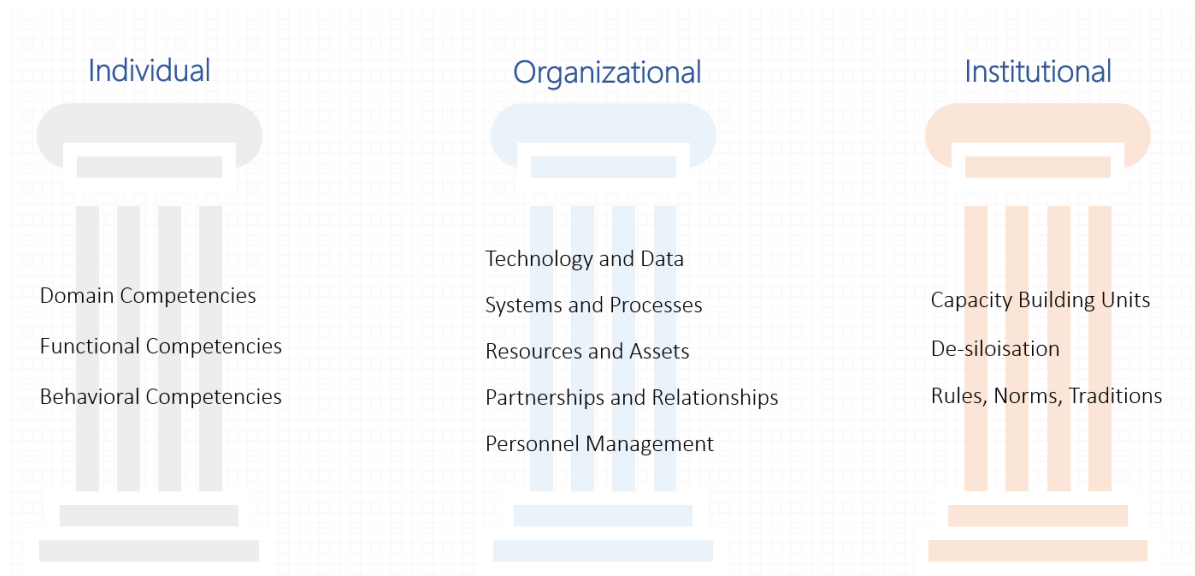 Individual
Domain Competencies
Functional Competencies
Behavioral Competencies
Organizational
Technology and Data
Systems and Processes
Resources and Assets
Partnerships and Relationships
Personnel Management
Institutional
Capacity Building Units
De-siloisation
Rules, Norms, Traditions